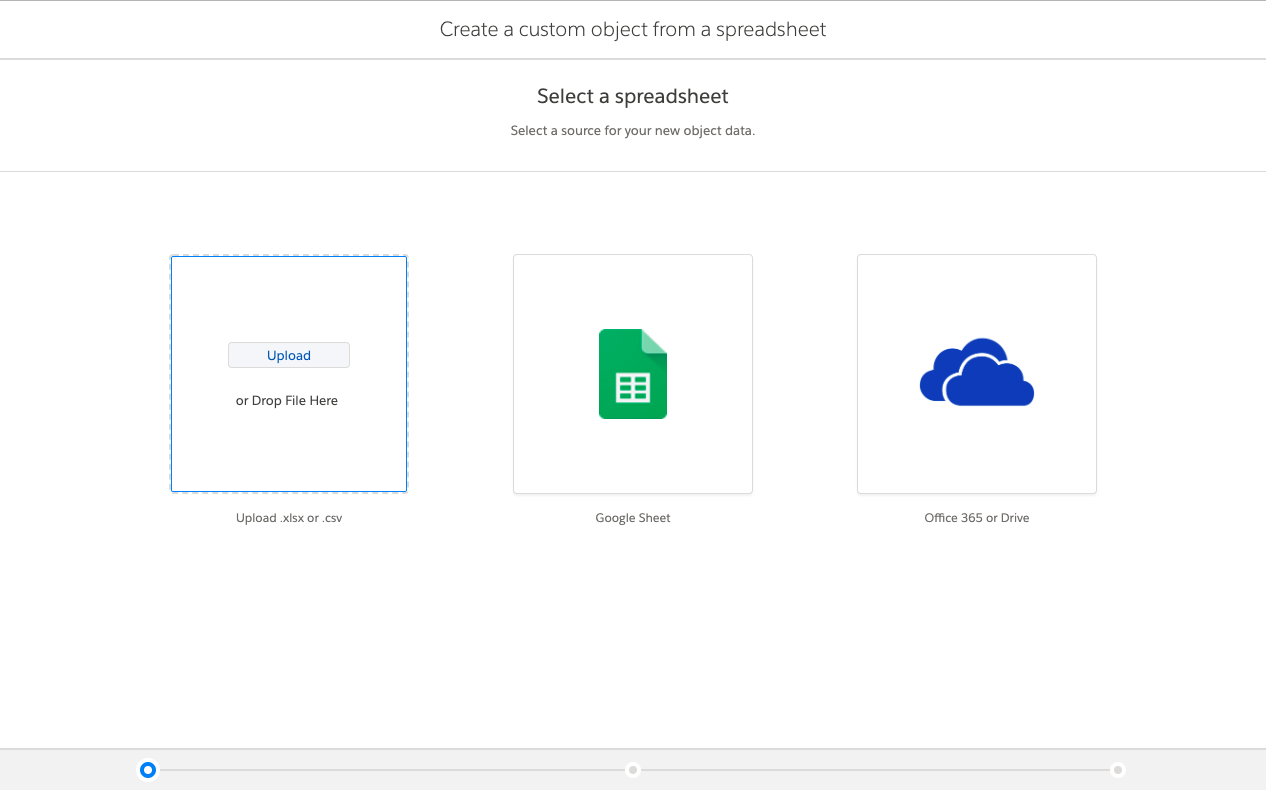 Create a custom object from a spreadsheet
Select a spreadsheet
Select a source for your new object data.
Upload
or Drop File Here
Upload .xlsx or .csv
Google Sheet
Office 365 or Drive